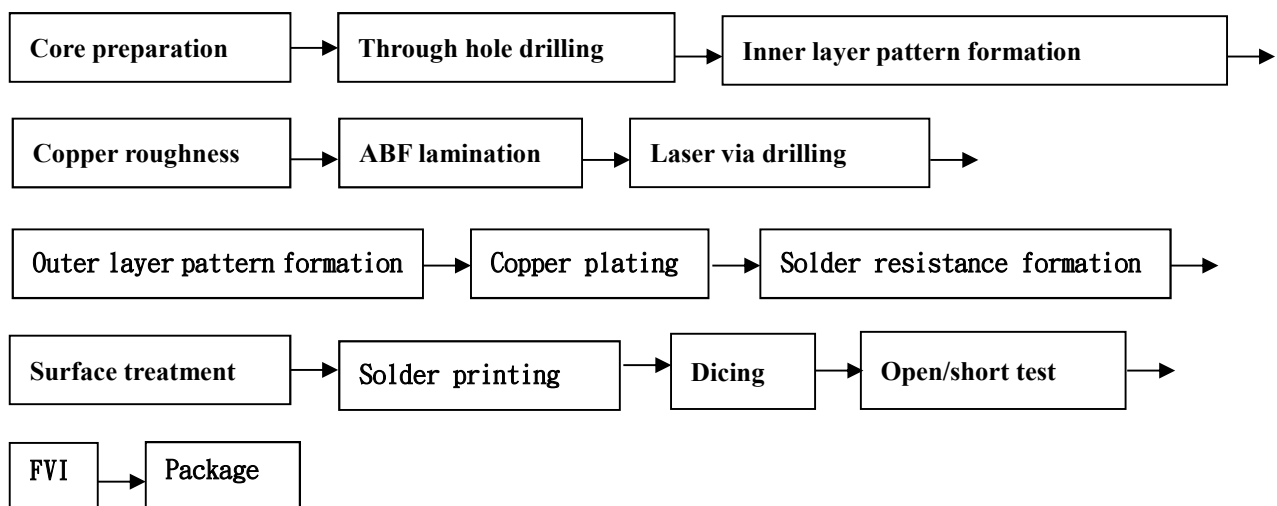 Core preparation
Through hole drilling
Inner layer pattern formation
Copper roughness
ABF lamination
Laser via drilling
Outer layer pattern formation
Copper plating
Solder resistance formation
Surface treatment
Solder printing
Dicing
Open/short test
FVI
Package